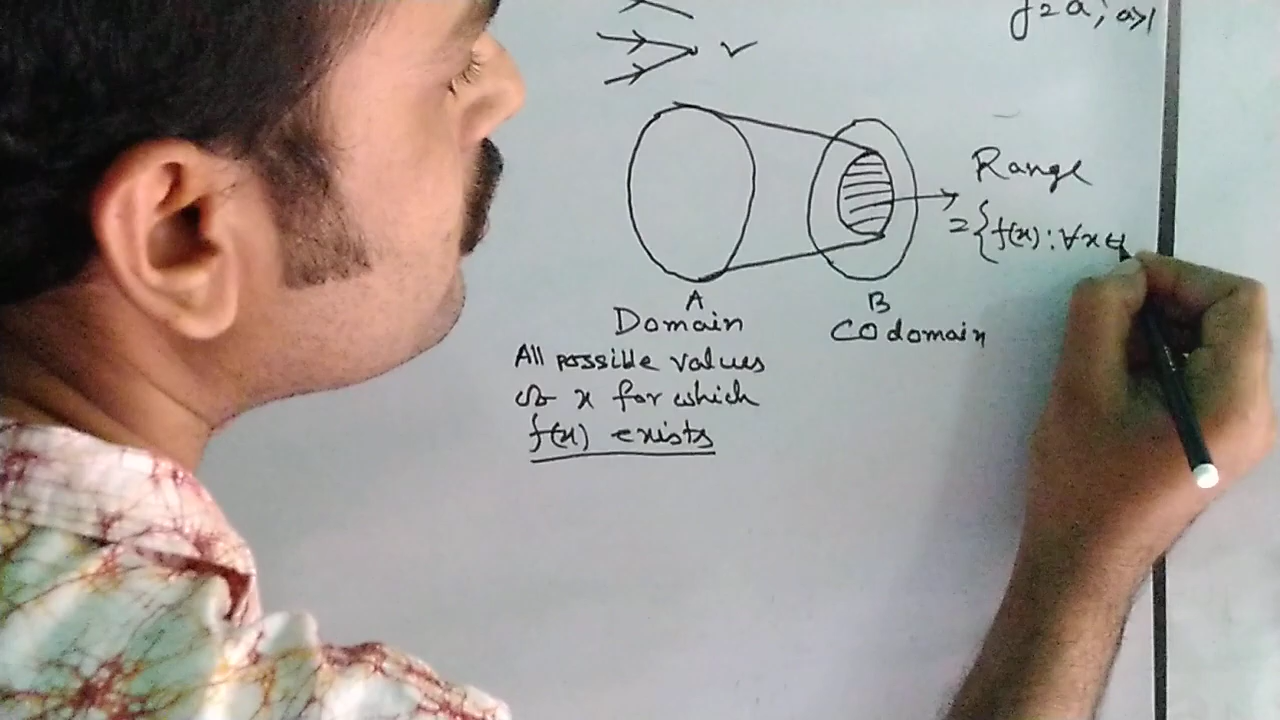 y = a ; a>1
Range
= { f(x) : ∀x ∈
A
B
Domain
Codomain
All possible values
of x for which
f(x) exists